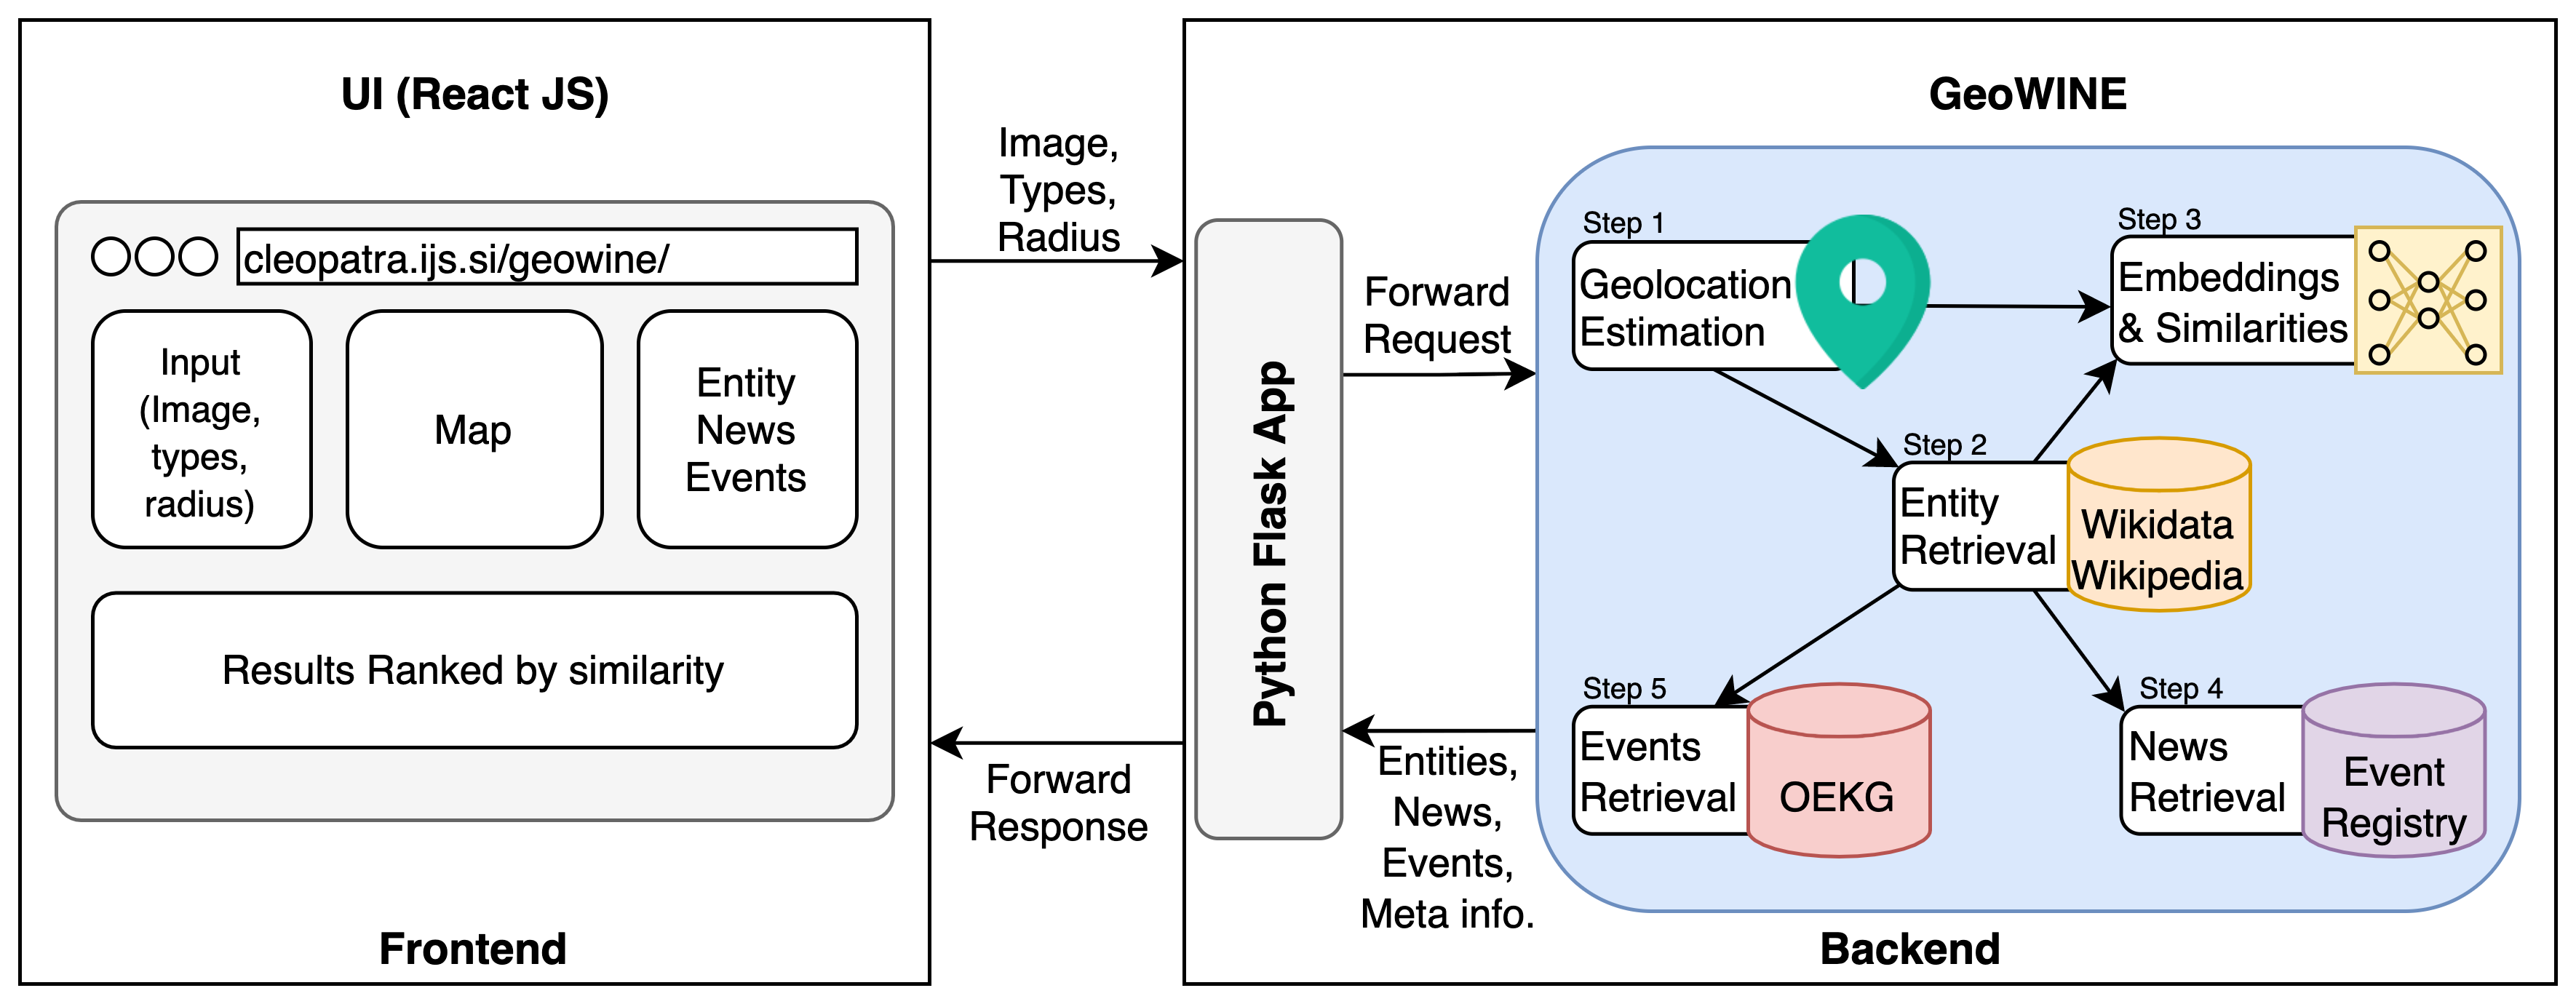 UI (React JS)
cleopatra.ijs.si/geowine/
Input
(Image,
types,
radius)
Map
Entity
News
Events
Results Ranked by similarity
Frontend
Image,
Types,
Radius
Forward
Response
GeoWINE
Python Flask App
Forward
Request
Entities,
News,
Events,
Meta info.
Step 1
Geolocation
Estimation
Step 3
Embeddings
& Similarities
Step 2
Entity
Retrieval
Wikidata
Wikipedia
Step 5
Events
Retrieval
OEKG
Step 4
News
Retrieval
Event
Registry
Backend